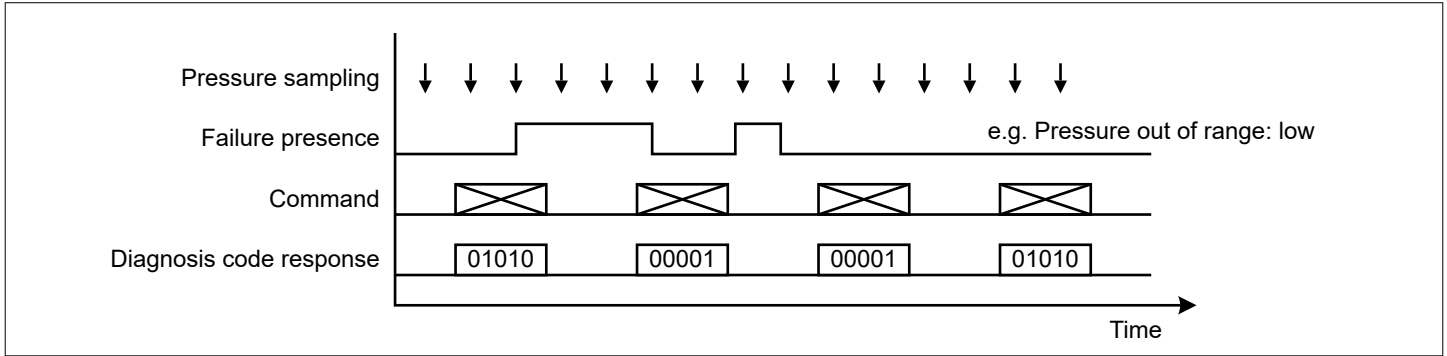 Pressure sampling
Failure presence
e.g. Pressure out of range: low
Command
Diagnosis code response
01010
00001
00001
01010
Time